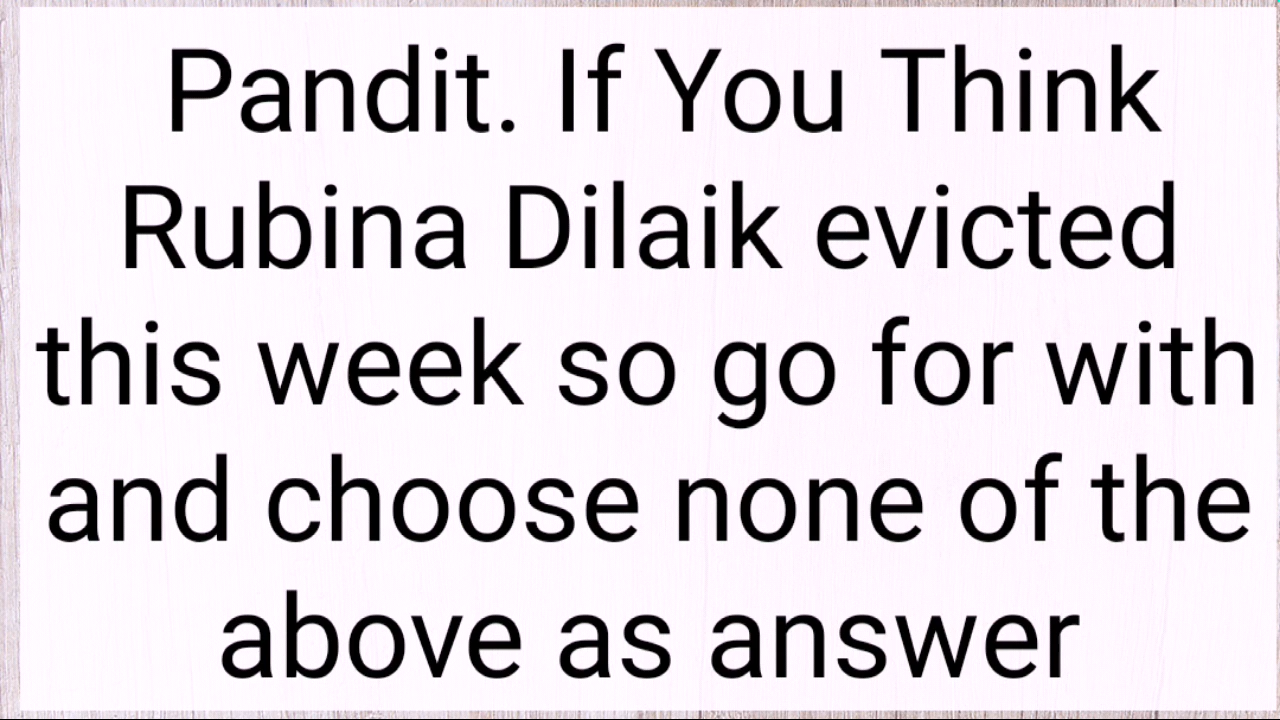 Pandit. If You Think
Rubina Dilaik evicted
this week so go for with
and choose none of the
above as answer